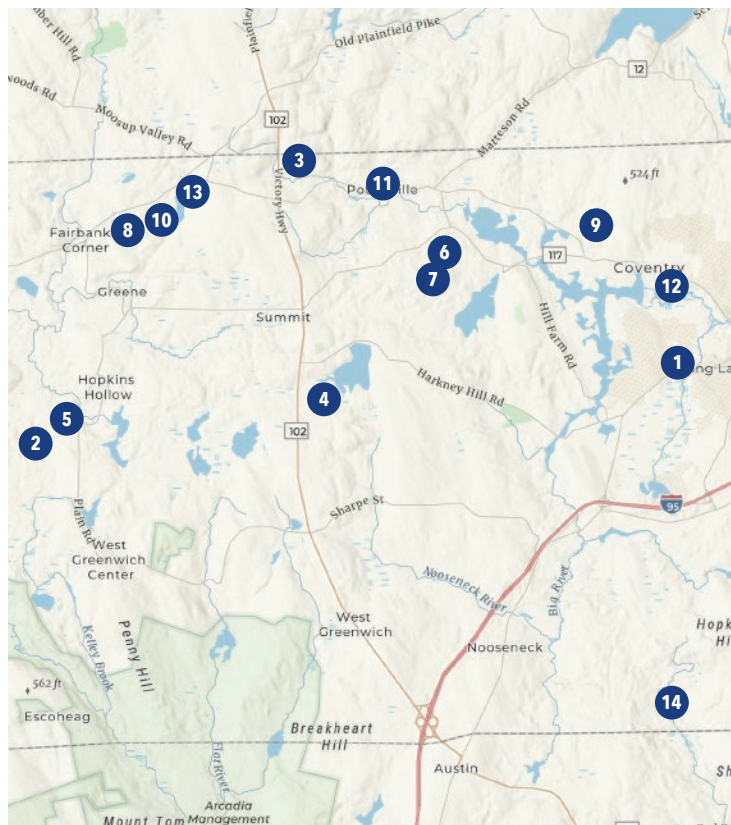 Old Plainfield Pike
12
Matteson Rd
Moosup Valley Rd
102
3
Victory Hwy
524 ft
13
11
10
8
9
Fairbank
Corner
6
117
7
Coventry
12
Greene
Summit
Hill Farm Rd
1
Hopkins
Hollow
Harkney Hill Rd
4
5
2
102
Sharpe St
95
Plain Rd
West
Greenwich
Center
Nooseneck River
Big River
West
Greenwich
Penny Hill
Kelley Brook
Nooseneck
562 ft
14
Escoheag
Breakheart
Hill
Flat River
Austin
Arcadia
Management
Mount Tom